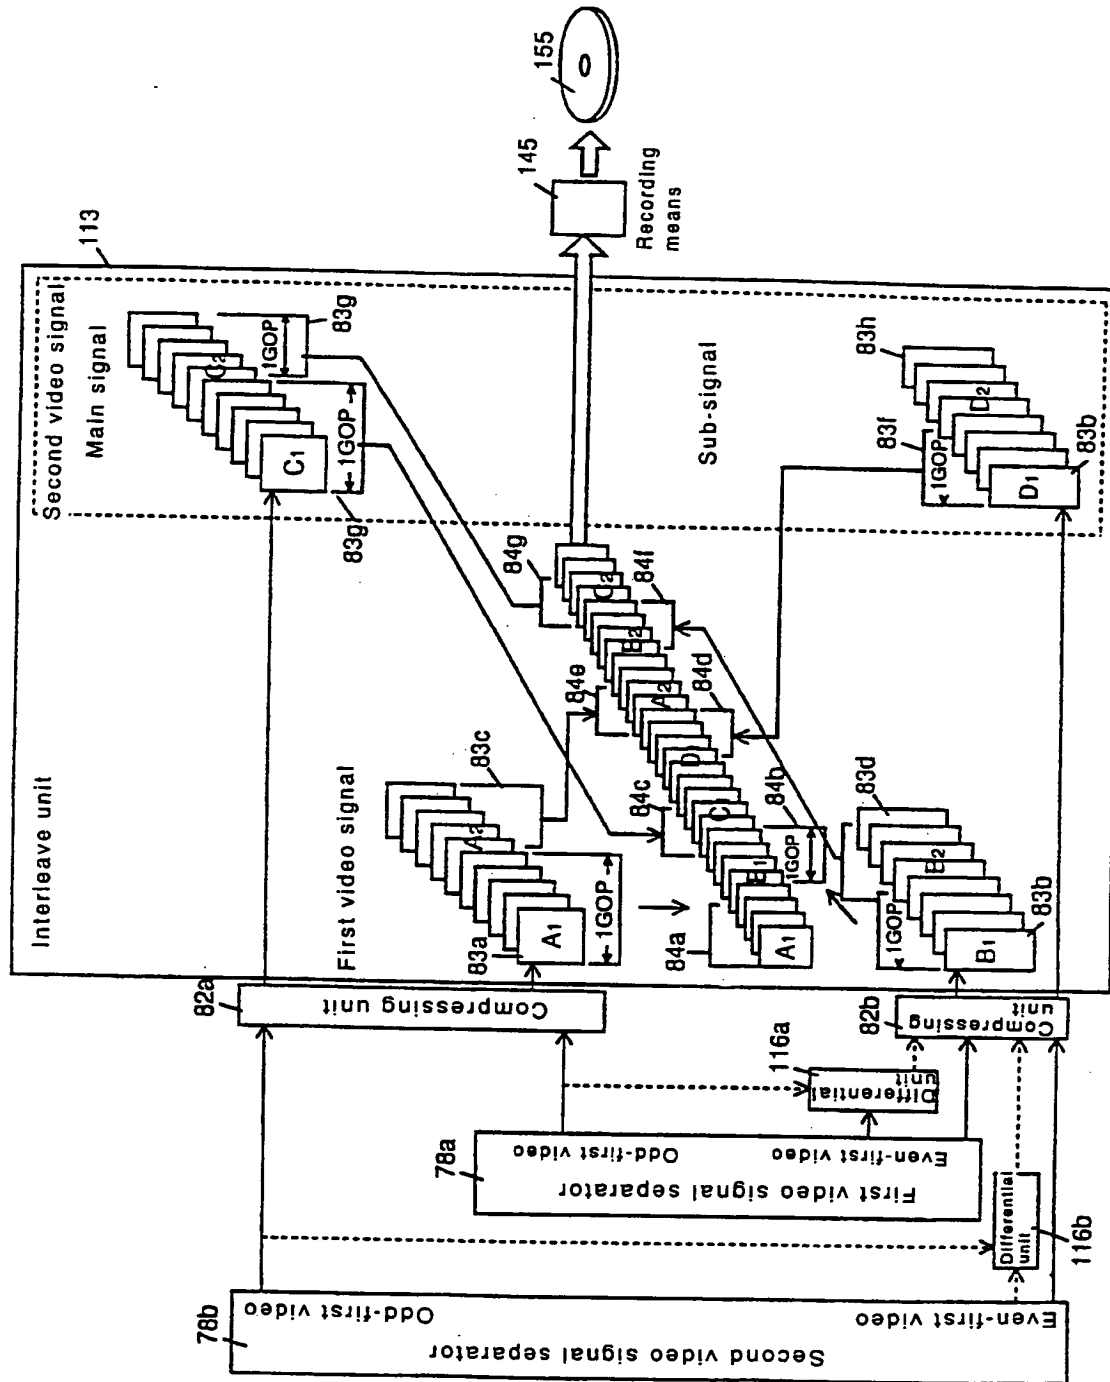 155
145
Recording
means
113
Second video signal
Main signal
83g
1GOP
C2
1GOP
C1
83g
Sub-signal
83h
D2
83f
1GOP
D1
83b
Interleave unit
First video signal
83c
A2
83a
A1
1GOP
84g
C2
84f
B2
84e
84d
A2
D
84c
C
84b
1GOP
B1
84a
A1
83d
B2
1GOP
B1
83b
82a
Compressing unit
82b
Compressing
unit
116a
Differential
unit
78a
Odd-first video
Even-first video
First video signal separator
Differential
unit
116b
78b
Odd-first video
Even-first video
Second video signal separator